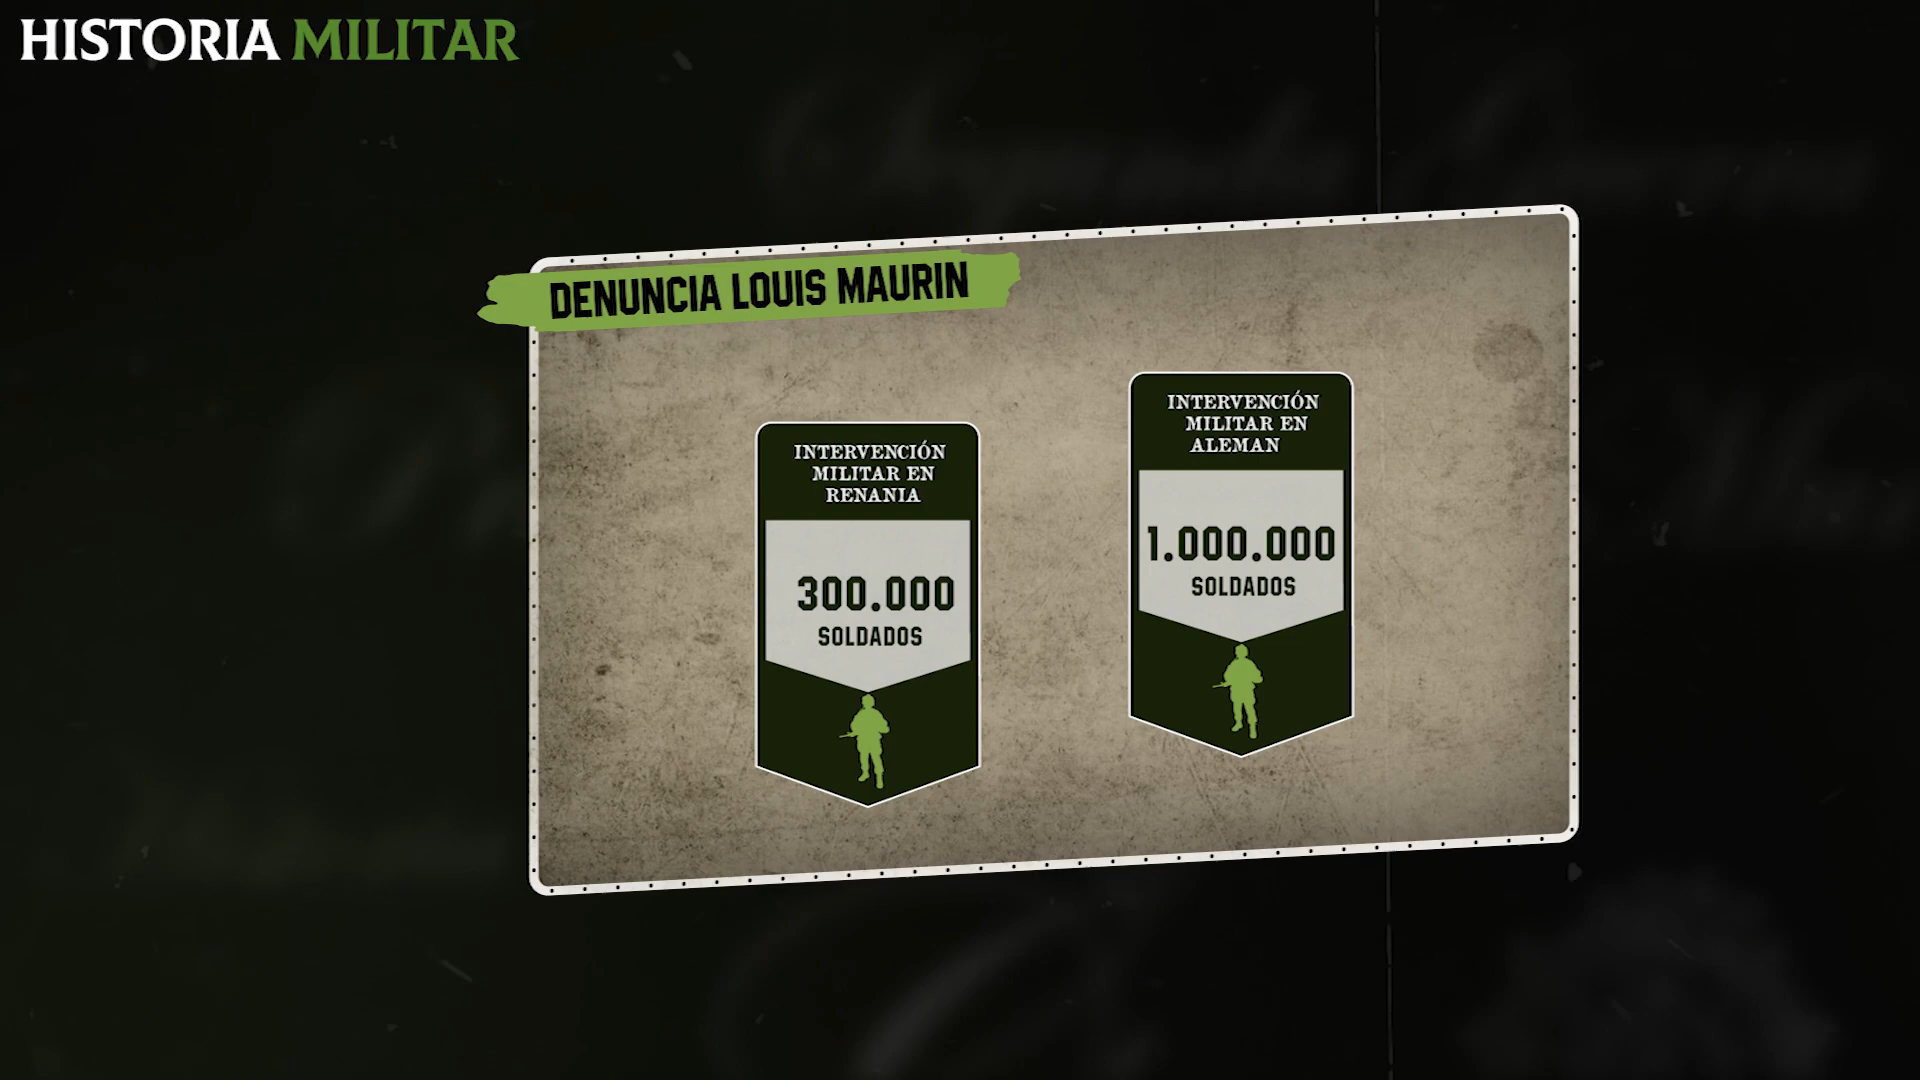 HISTORIA MILITAR
DENUNCIA LOUIS MAURIN
INTERVENCIÓN
MILITAR EN
RENANIA
300.000
SOLDADOS
INTERVENCIÓN
MILITAR EN
ALEMAN
1.000.000
SOLDADOS